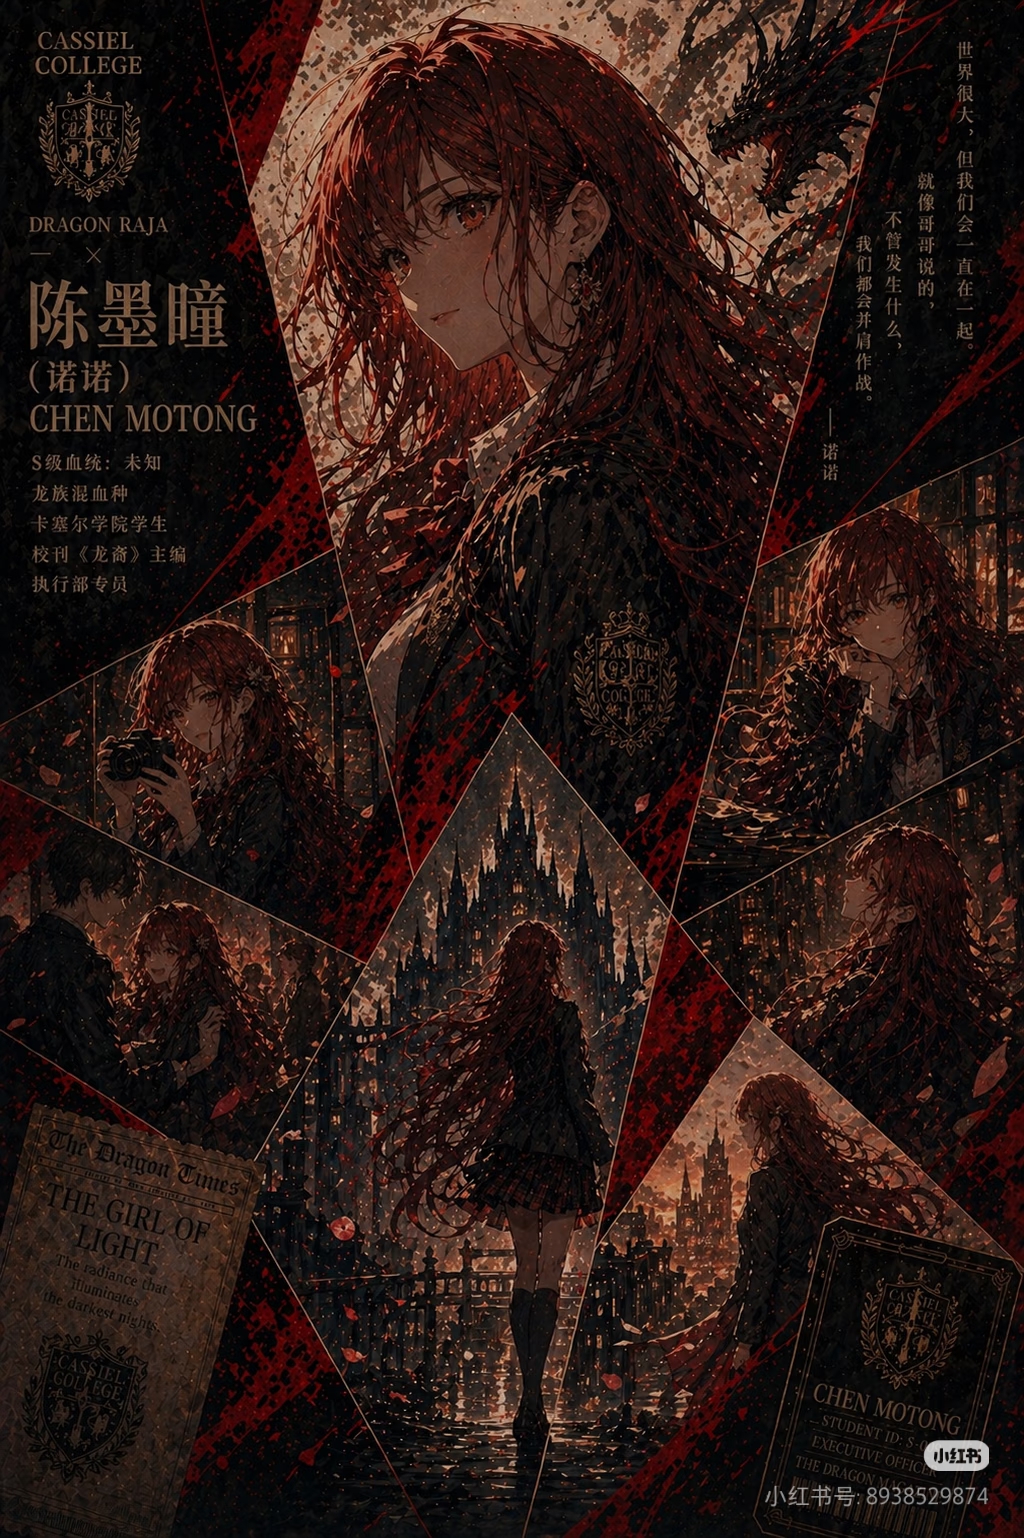 CASSIEL
COLLEGE
CASSIEL
DRAGON RAJA
— ×
陈墨瞳
(诺诺)
CHEN MOTONG
S级血统：未知
龙族混血种
卡塞尔学院学生
校刊《龙裔》主编
执行部专员
世界很大，但我们会一直在一起。
就像哥哥说的，
不管发生什么，
我们都会并肩作战。
——诺诺
COLLEGE
The Dragon Times
THE GIRL OF
LIGHT
The radiance that
illuminates
the darkest nights.
CASSIEL
COLLEGE
CASSIEL
CHEN MOTONG
STUDENT ID: S-
EXECUTIVE OFFICER
THE DRAGON
小红书
小红书号: 8938529874